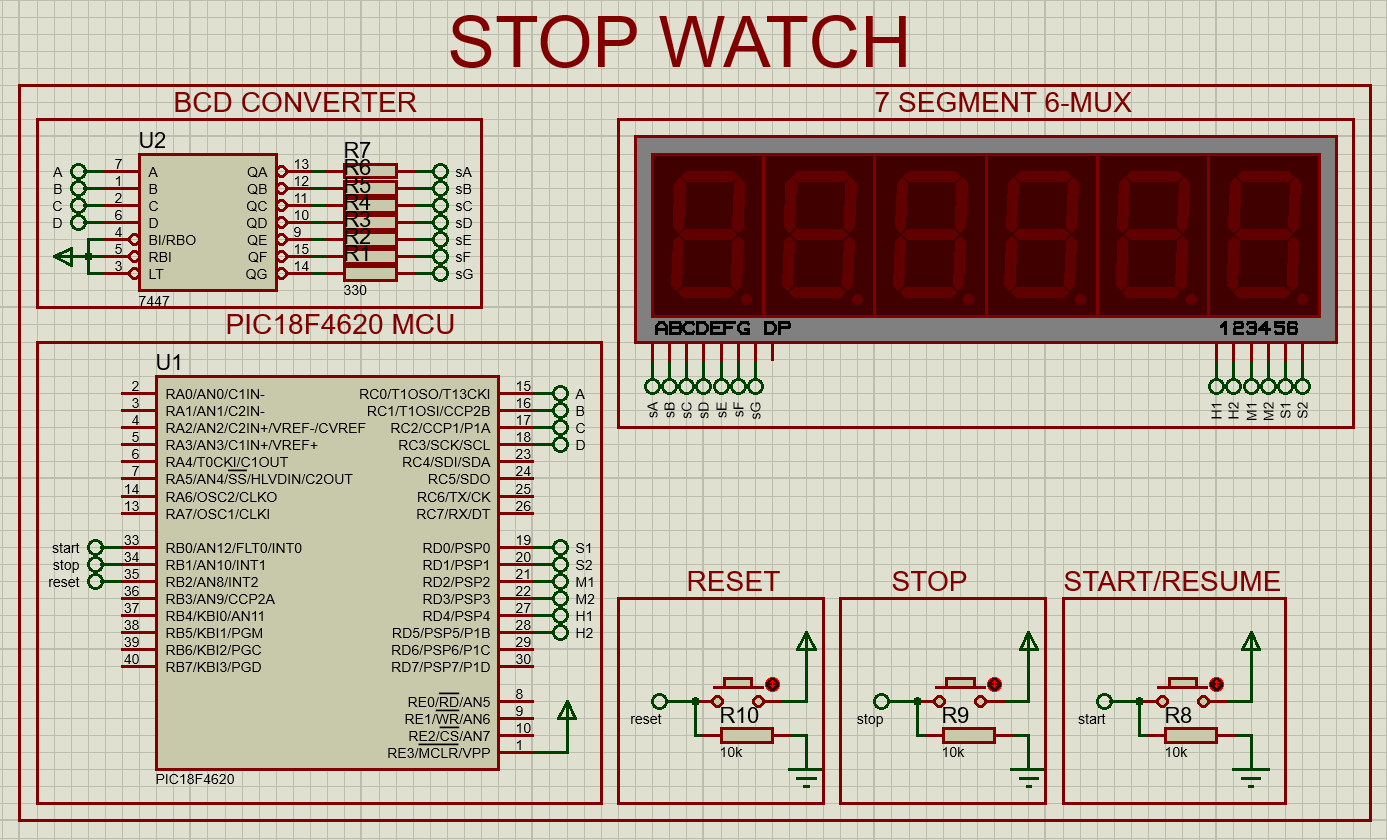 STOP WATCH
BCD CONVERTER
U2
A 7 A QA 13 R7 sA
B 1 B QB 12 R6 sB
C 2 C QC 11 R5 sC
D 6 D QD 10 R4 sD
4 BI/RBO QE 9 R3 sE
5 RBI QF 15 R2 sF
3 LT QG 14 R1 sG
7447
330
7 SEGMENT 6-MUX
ABCDEFG DP
123456
sA sB sC sD sE sF sG
H1 H2 M1 M2 S1 S2
PIC18F4620 MCU
U1
2 RA0/AN0/C1IN- RC0/T1OSO/T13CKI 15 A
3 RA1/AN1/C2IN- RC1/T1OSI/CCP2B 16 B
4 RA2/AN2/C2IN+/VREF-/CVREF RC2/CCP1/P1A 17 C
5 RA3/AN3/C1IN+/VREF+ RC3/SCK/SCL 18 D
6 RA4/T0CKI/C1OUT RC4/SDI/SDA 23
7 RA5/AN4/SS/HLVDIN/C2OUT RC5/SDO 24
14 RA6/OSC2/CLKO RC6/TX/CK 25
13 RA7/OSC1/CLKI RC7/RX/DT 26
start 33 RB0/AN12/FLT0/INT0 RD0/PSP0 19 S1
stop 34 RB1/AN10/INT1 RD1/PSP1 20 S2
reset 35 RB2/AN8/INT2 RD2/PSP2 21 M1
36 RB3/AN9/CCP2A RD3/PSP3 22 M2
37 RB4/KBI0/AN11 RD4/PSP4 27 H1
38 RB5/KBI1/PGM RD5/PSP5/P1B 28 H2
39 RB6/KBI2/PGC RD6/PSP6/P1C 29
40 RB7/KBI3/PGD RD7/PSP7/P1D 30
RE0/RD/AN5 8
RE1/WR/AN6 9
RE2/CS/AN7 10
RE3/MCLR/VPP 1
PIC18F4620
RESET
reset
R10
10k
STOP
stop
R9
10k
START/RESUME
start
R8
10k